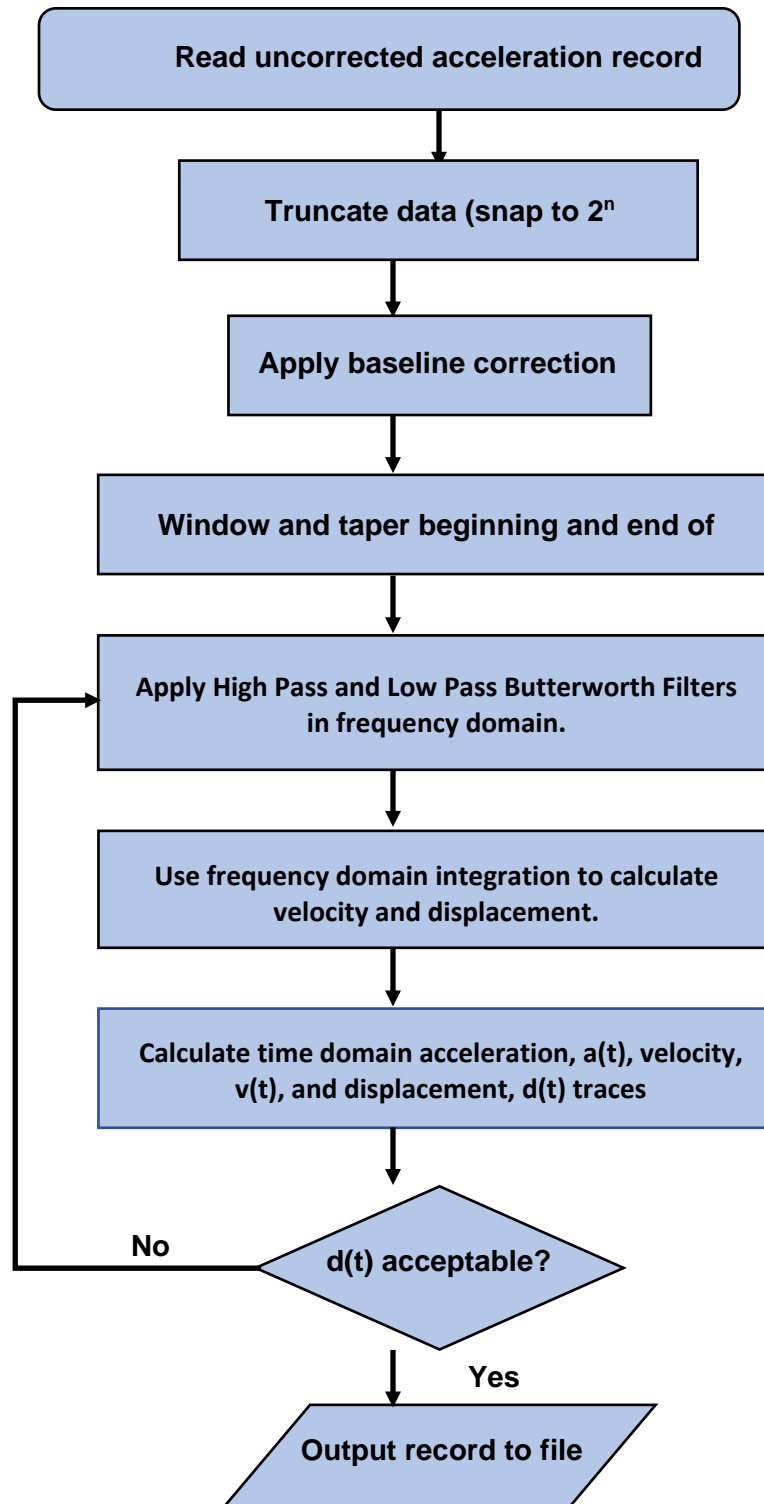 Read uncorrected acceleration record
Truncate data (snap to 2ⁿ
Apply baseline correction
Window and taper beginning and end of
Apply High Pass and Low Pass Butterworth Filters
in frequency domain.
Use frequency domain integration to calculate
velocity and displacement.
Calculate time domain acceleration, a(t), velocity,
v(t), and displacement, d(t) traces
No
d(t) acceptable?
Yes
Output record to file